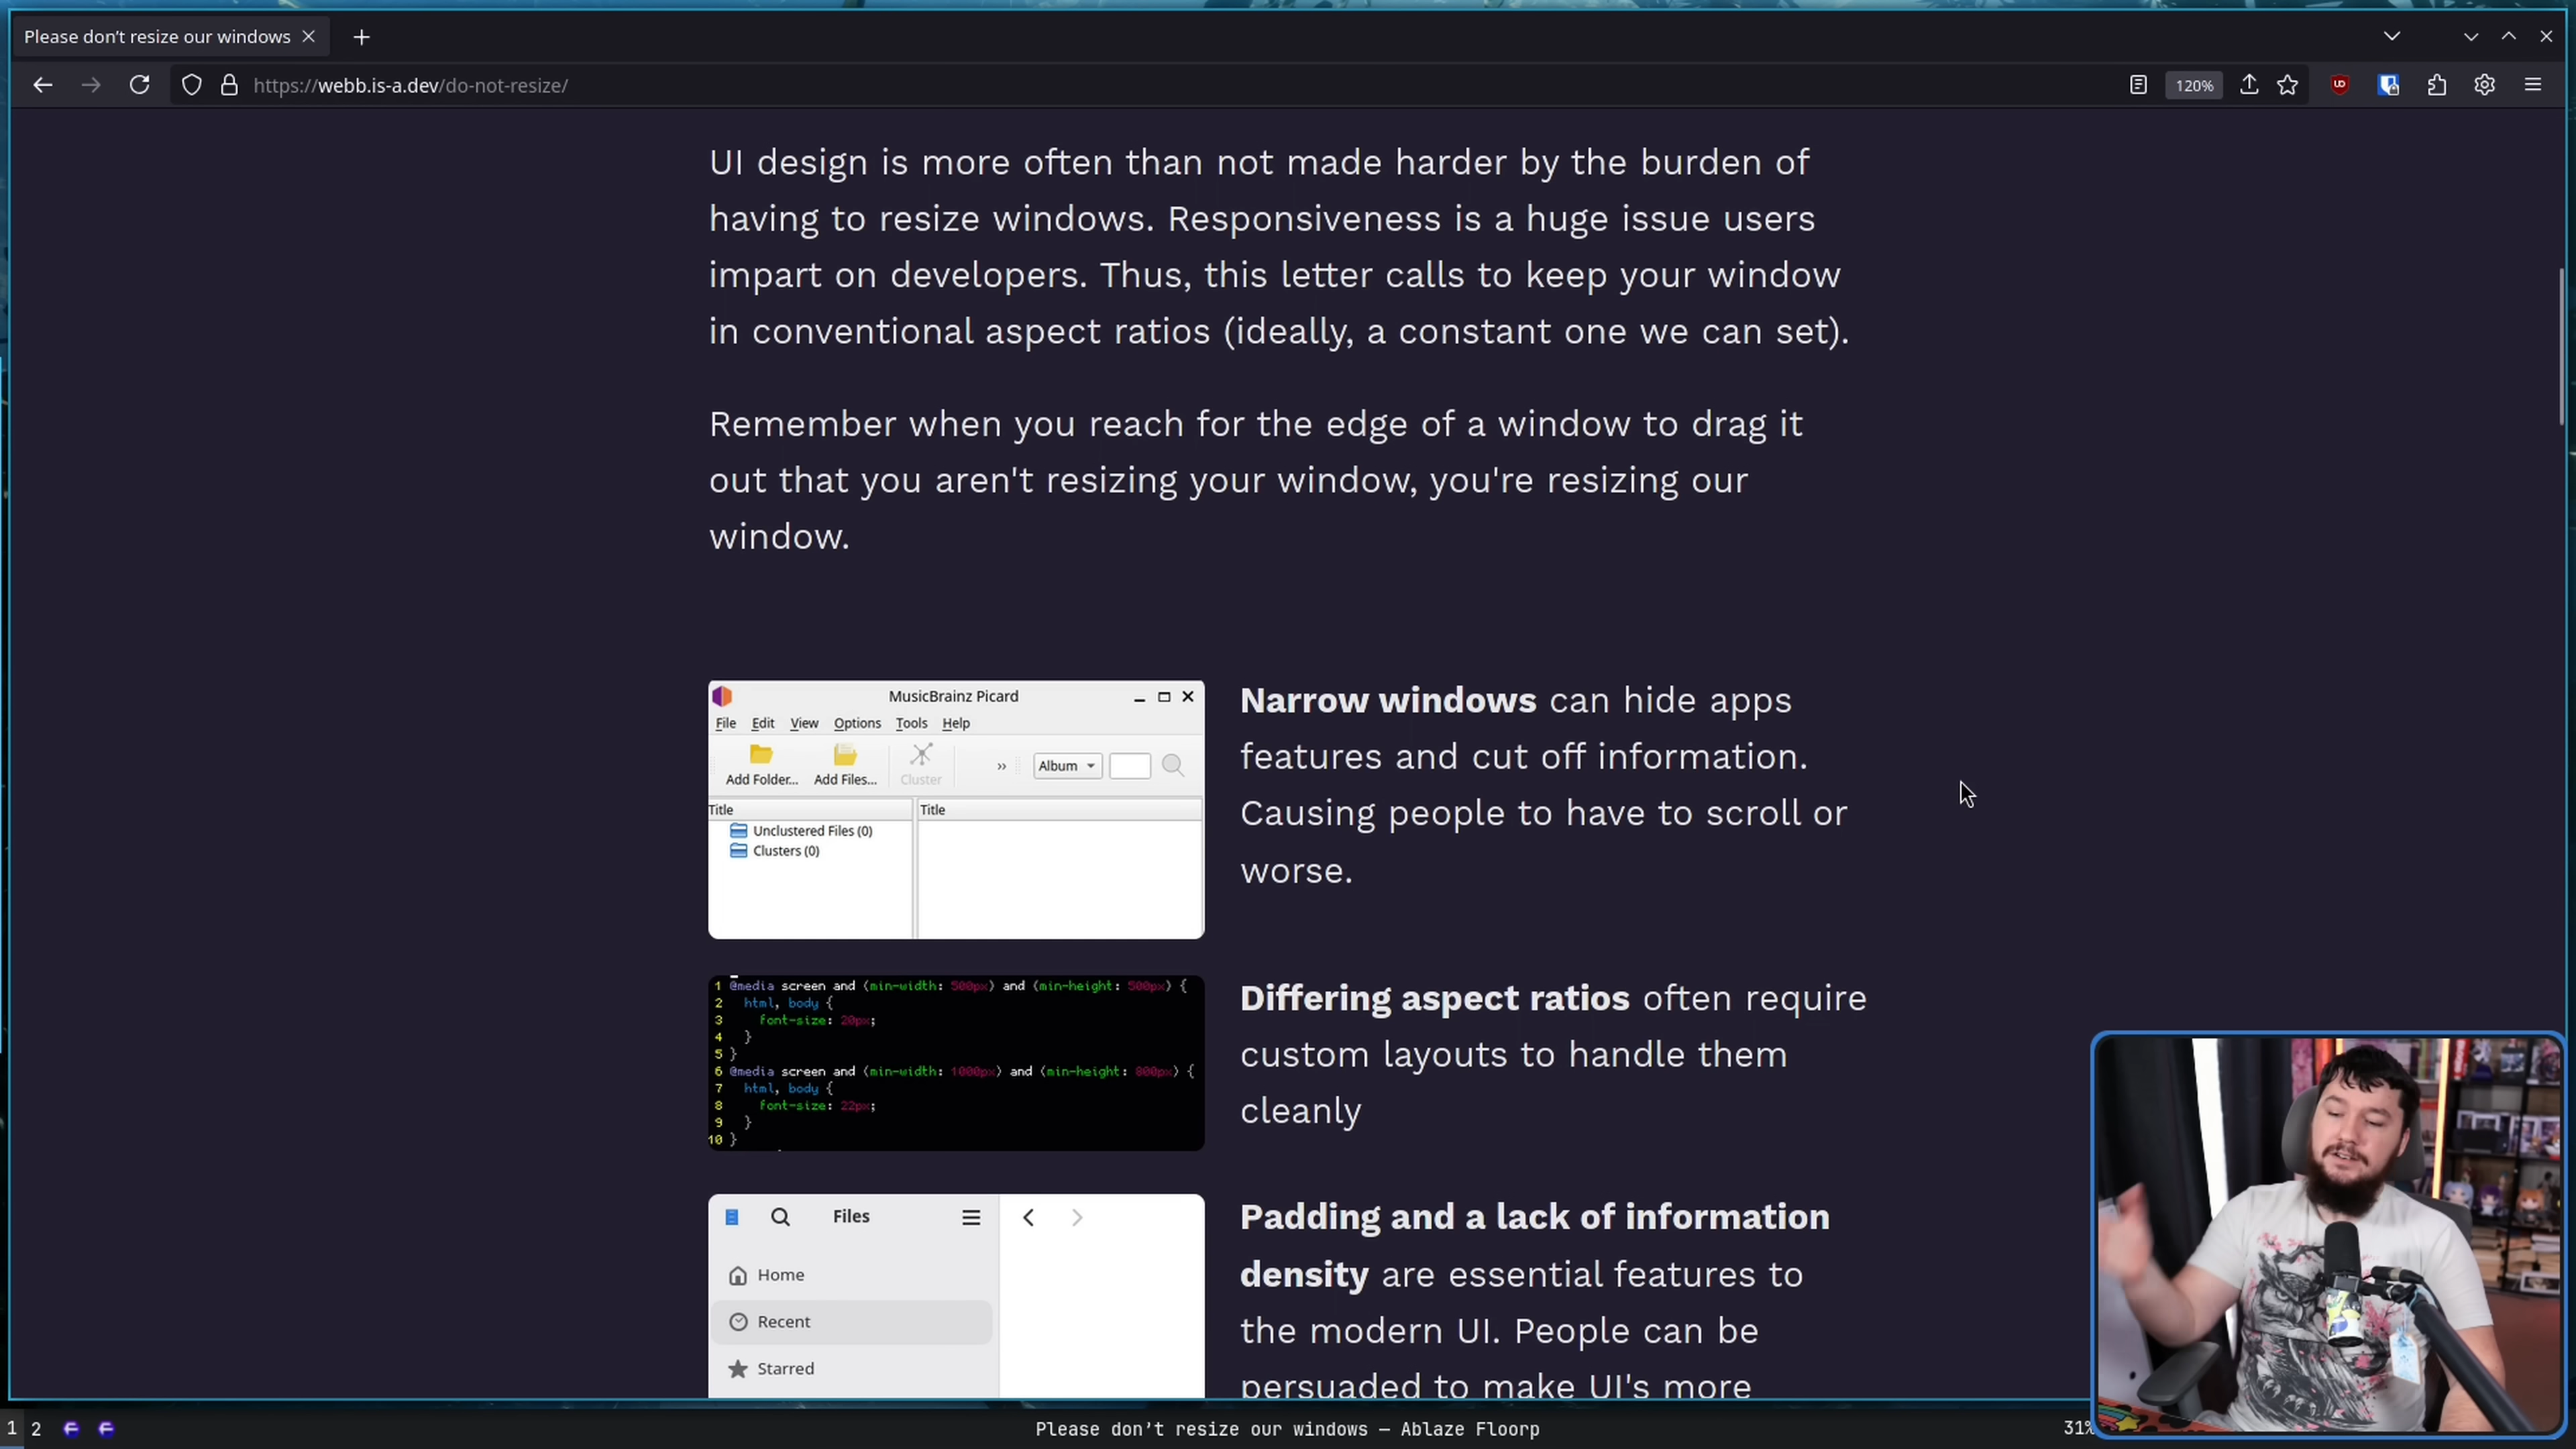 Please don't resize our windows
https://webb.is-a.dev/do-not-resize/
120%
UI design is more often than not made harder by the burden of
having to resize windows. Responsiveness is a huge issue users
impart on developers. Thus, this letter calls to keep your window
in conventional aspect ratios (ideally, a constant one we can set).
Remember when you reach for the edge of a window to drag it
out that you aren't resizing your window, you're resizing our
window.
MusicBrainz Picard
File Edit View Options Tools Help
Add Folder... Add Files... Cluster » Album
Title Title
Unclustered Files (0)
Clusters (0)
Narrow windows can hide apps
features and cut off information.
Causing people to have to scroll or
worse.
1 @media screen and (min-width: 500px) and (min-height: 500px) {
2 html, body {
3 font-size: 20px;
4 }
5 }
6 @media screen and (min-width: 1000px) and (min-height: 800px) {
7 html, body {
8 font-size: 22px;
9 }
10 }
Differing aspect ratios often require
custom layouts to handle them
cleanly
Files
Home
Recent
Starred
Padding and a lack of information
density are essential features to
the modern UI. People can be
persuaded to make UI's more
1 2 Please don't resize our windows — Ablaze Floorp 31%